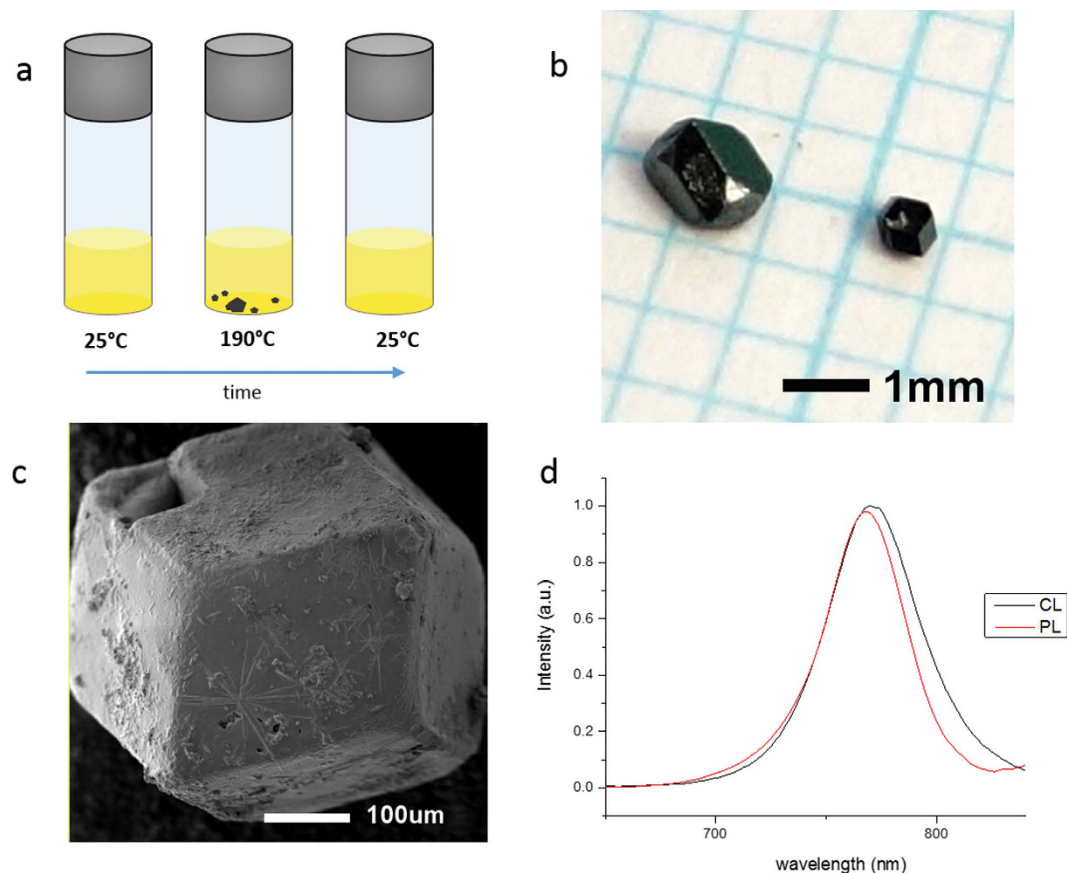 a
25°C
190°C
25°C
time
b
1mm
c
100um
d
Intensity (a.u.)
1.0
0.8
0.6
0.4
0.2
0.0
700
800
wavelength (nm)
CL
PL